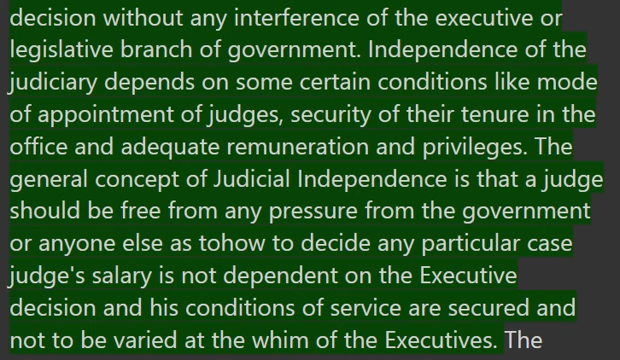 decision without any interference of the executive or
legislative branch of government. Independence of the
judiciary depends on some certain conditions like mode
of appointment of judges, security of their tenure in the
office and adequate remuneration and privileges. The
general concept of Judicial Independence is that a judge
should be free from any pressure from the government
or anyone else as tohow to decide any particular case
judge's salary is not dependent on the Executive
decision and his conditions of service are secured and
not to be varied at the whim of the Executives. The